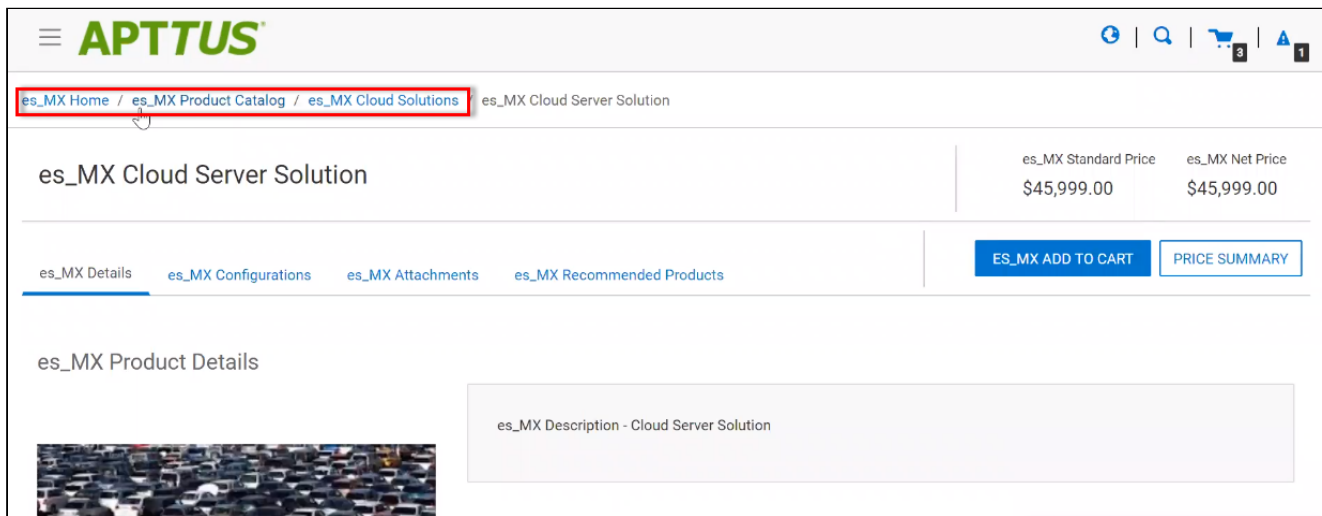 APTTUS
3
1
es_MX Home / es_MX Product Catalog / es_MX Cloud Solutions / es_MX Cloud Server Solution
es_MX Cloud Server Solution
es_MX Standard Price es_MX Net Price
$45,999.00 $45,999.00
es_MX Details es_MX Configurations es_MX Attachments es_MX Recommended Products
ES_MX ADD TO CART PRICE SUMMARY
es_MX Product Details
es_MX Description - Cloud Server Solution